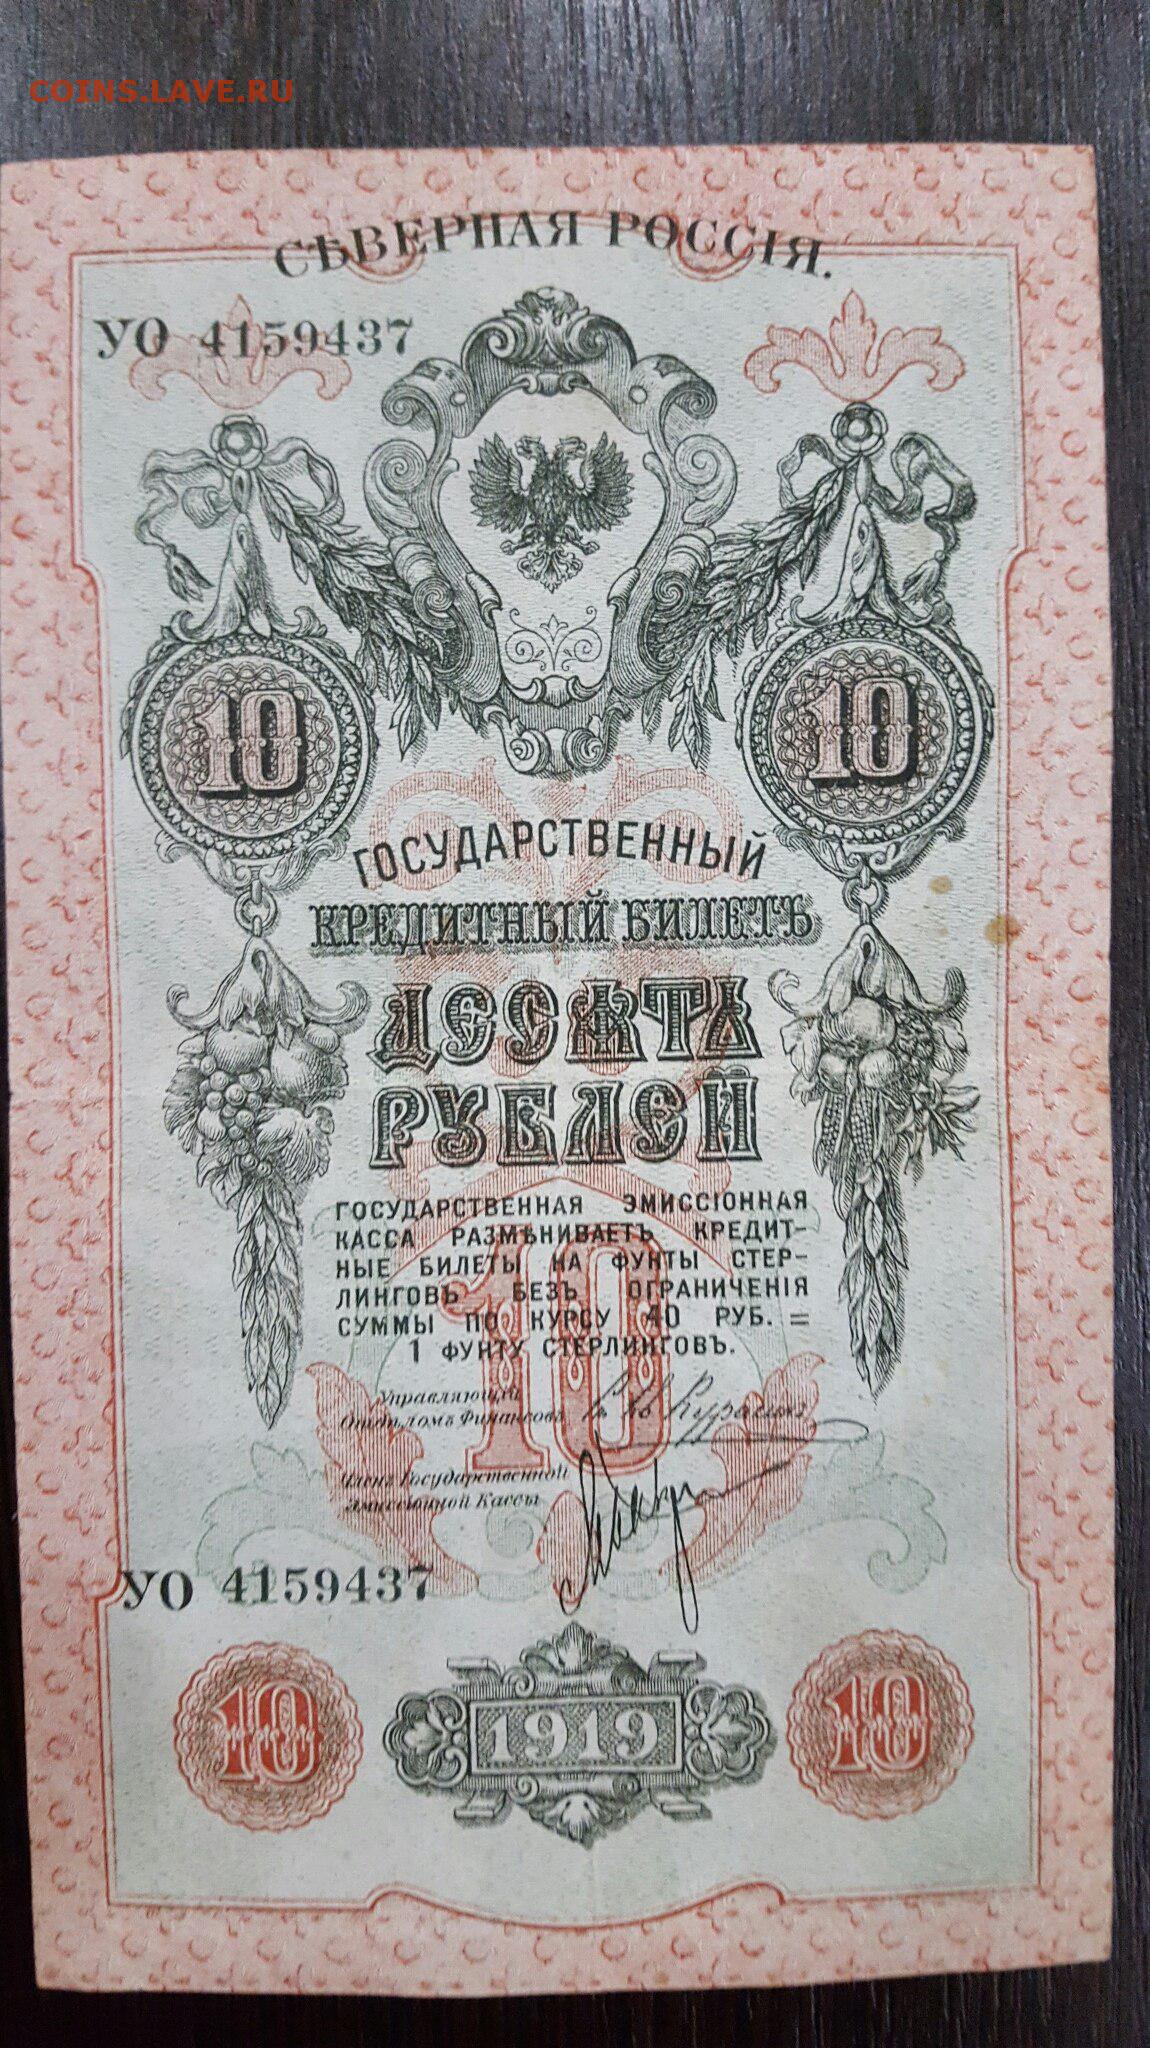 COINS.LAVE.RU
СѢВЕРНАЯ РОССІЯ.
УО 4159437
10 10
ГОСУДАРСТВЕННЫЙ
КРЕДИТНЫЙ БИЛЕТЪ
ДЕСЯТЬ
РУБЛЕЙ
ГОСУДАРСТВЕННАЯ ЭМИССІОННАЯ
КАССА РАЗМѢНИВАЕТЪ КРЕДИТ-
НЫЕ БИЛЕТЫ НА ФУНТЫ СТЕР-
ЛИНГОВЪ БЕЗЪ ОГРАНИЧЕНІЯ
СУММЫ ПО КУРСУ 40 РУБ. =
1 ФУНТУ СТЕРЛИНГОВЪ.
10
Управляющій
Отдѣломъ Финансовъ
Членъ Государственной
Эмиссіонной Кассы
УО 4159437
10 1919 10